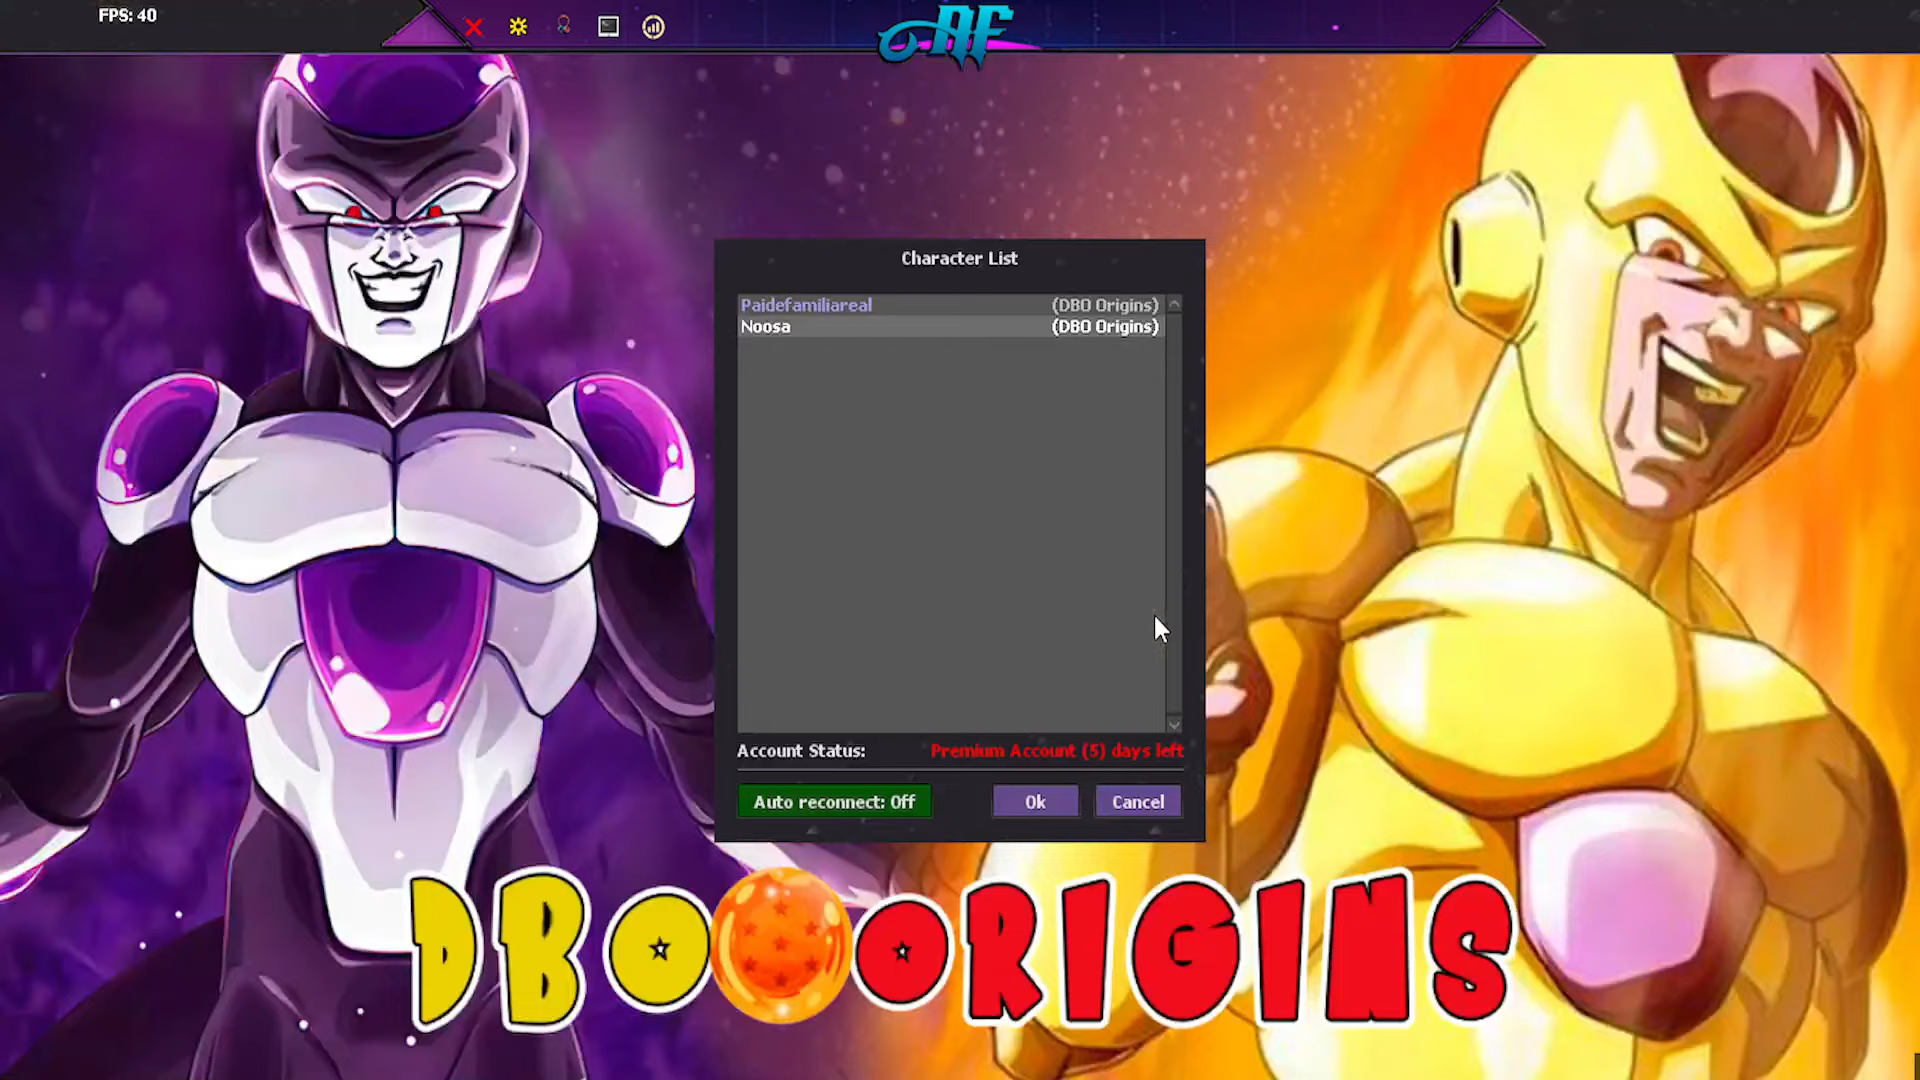 FPS: 40
AF
Character List
Paidefamiliareal (DBO Origins)
Noosa (DBO Origins)
Account Status: Premium Account (5) days left
Auto reconnect: Off Ok Cancel
DBO ORIGINS